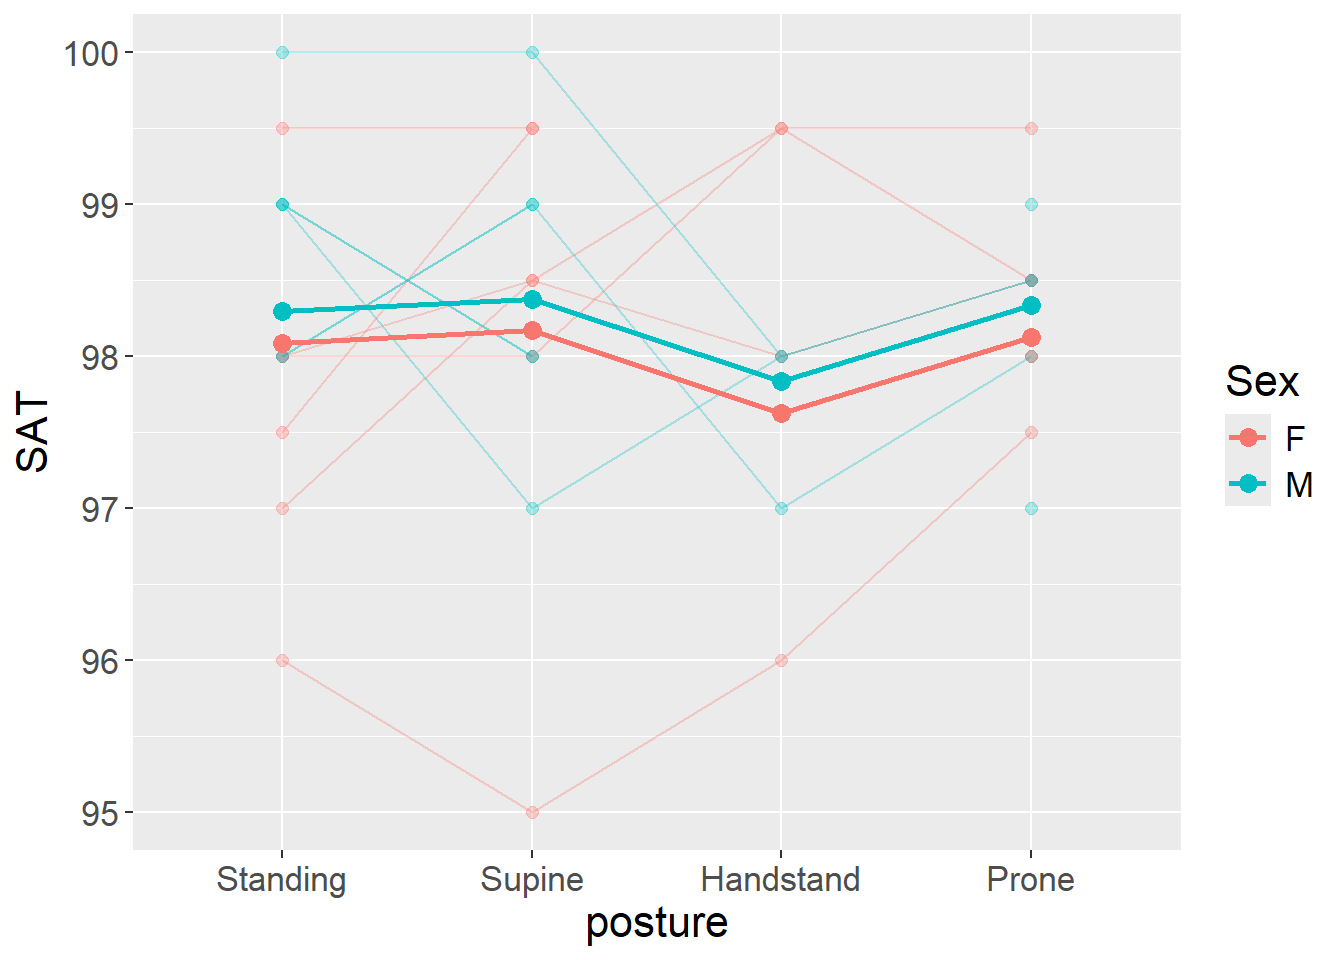 100
99
98
97
96
95
SAT
Standing Supine Handstand Prone
posture
Sex
F
M